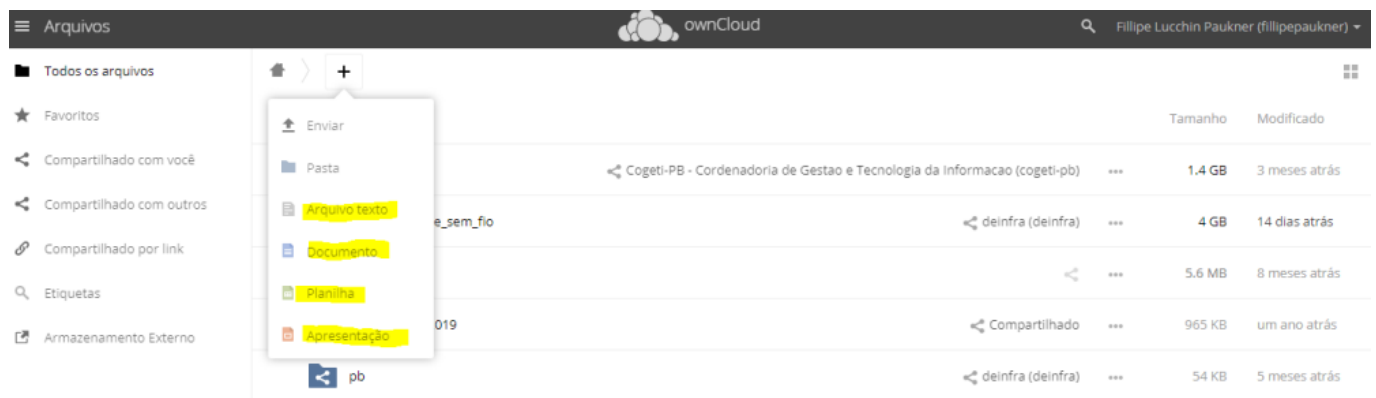 Arquivos
ownCloud
Fillipe Lucchin Paukner (fillipepaukner)
Todos os arquivos
Favoritos
Compartilhado com você
Compartilhado com outros
Compartilhado por link
Etiquetas
Armazenamento Externo
+
Enviar
Pasta
Arquivo texto
Documento
Planilha
Apresentação
Tamanho Modificado
Cogeti-PB - Cordenadoria de Gestao e Tecnologia da Informacao (cogeti-pb) ... 1.4 GB 3 meses atrás
e_sem_fio deinfra (deinfra) ... 4 GB 14 dias atrás
... 5.6 MB 8 meses atrás
019 Compartilhado ... 965 KB um ano atrás
pb deinfra (deinfra) ... 54 KB 5 meses atrás